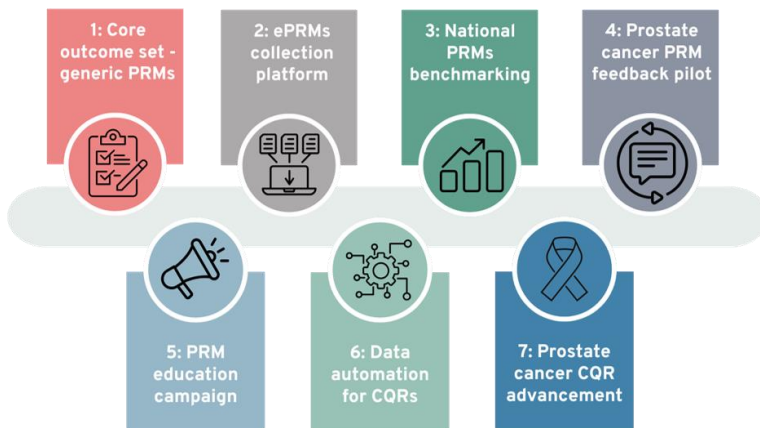 1: Core
outcome set -
generic PRMs
2: ePRMs
collection
platform
3: National
PRMs
benchmarking
4: Prostate
cancer PRM
feedback pilot
5: PRM
education
campaign
6: Data
automation
for CQRs
7: Prostate
cancer CQR
advancement